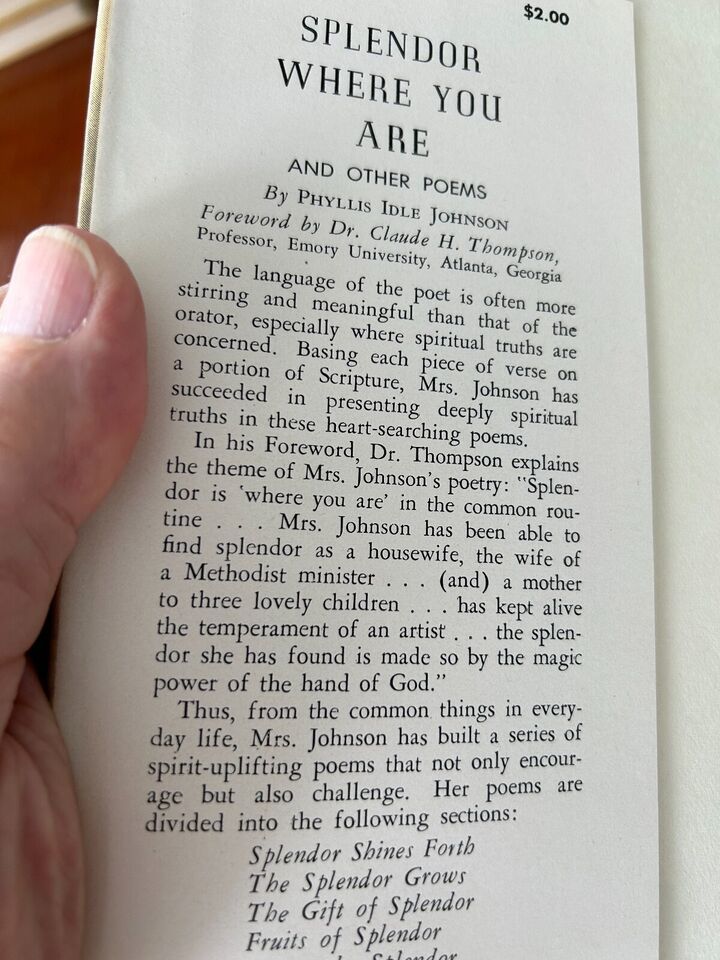 $2.00
SPLENDOR
WHERE YOU
ARE
AND OTHER POEMS
By PHYLLIS IDLE JOHNSON
Foreword by Dr. Claude H. Thompson,
Professor, Emory University, Atlanta, Georgia
The language of the poet is often more
stirring and meaningful than that of the
orator, especially where spiritual truths are
concerned. Basing each piece of verse on
a portion of Scripture, Mrs. Johnson has
succeeded in presenting deeply spiritual
truths in these heart-searching poems.
In his Foreword, Dr. Thompson explains
the theme of Mrs. Johnson's poetry: "Splen-
dor is 'where you are' in the common rou-
tine . . . Mrs. Johnson has been able to
find splendor as a housewife, the wife of
a Methodist minister . . . (and) a mother
to three lovely children . . . has kept alive
the temperament of an artist . . . the splen-
dor she has found is made so by the magic
power of the hand of God."
Thus, from the common things in every-
day life, Mrs. Johnson has built a series of
spirit-uplifting poems that not only encour-
age but also challenge. Her poems are
divided into the following sections:
Splendor Shines Forth
The Splendor Grows
The Gift of Splendor
Fruits of Splendor
Splendor